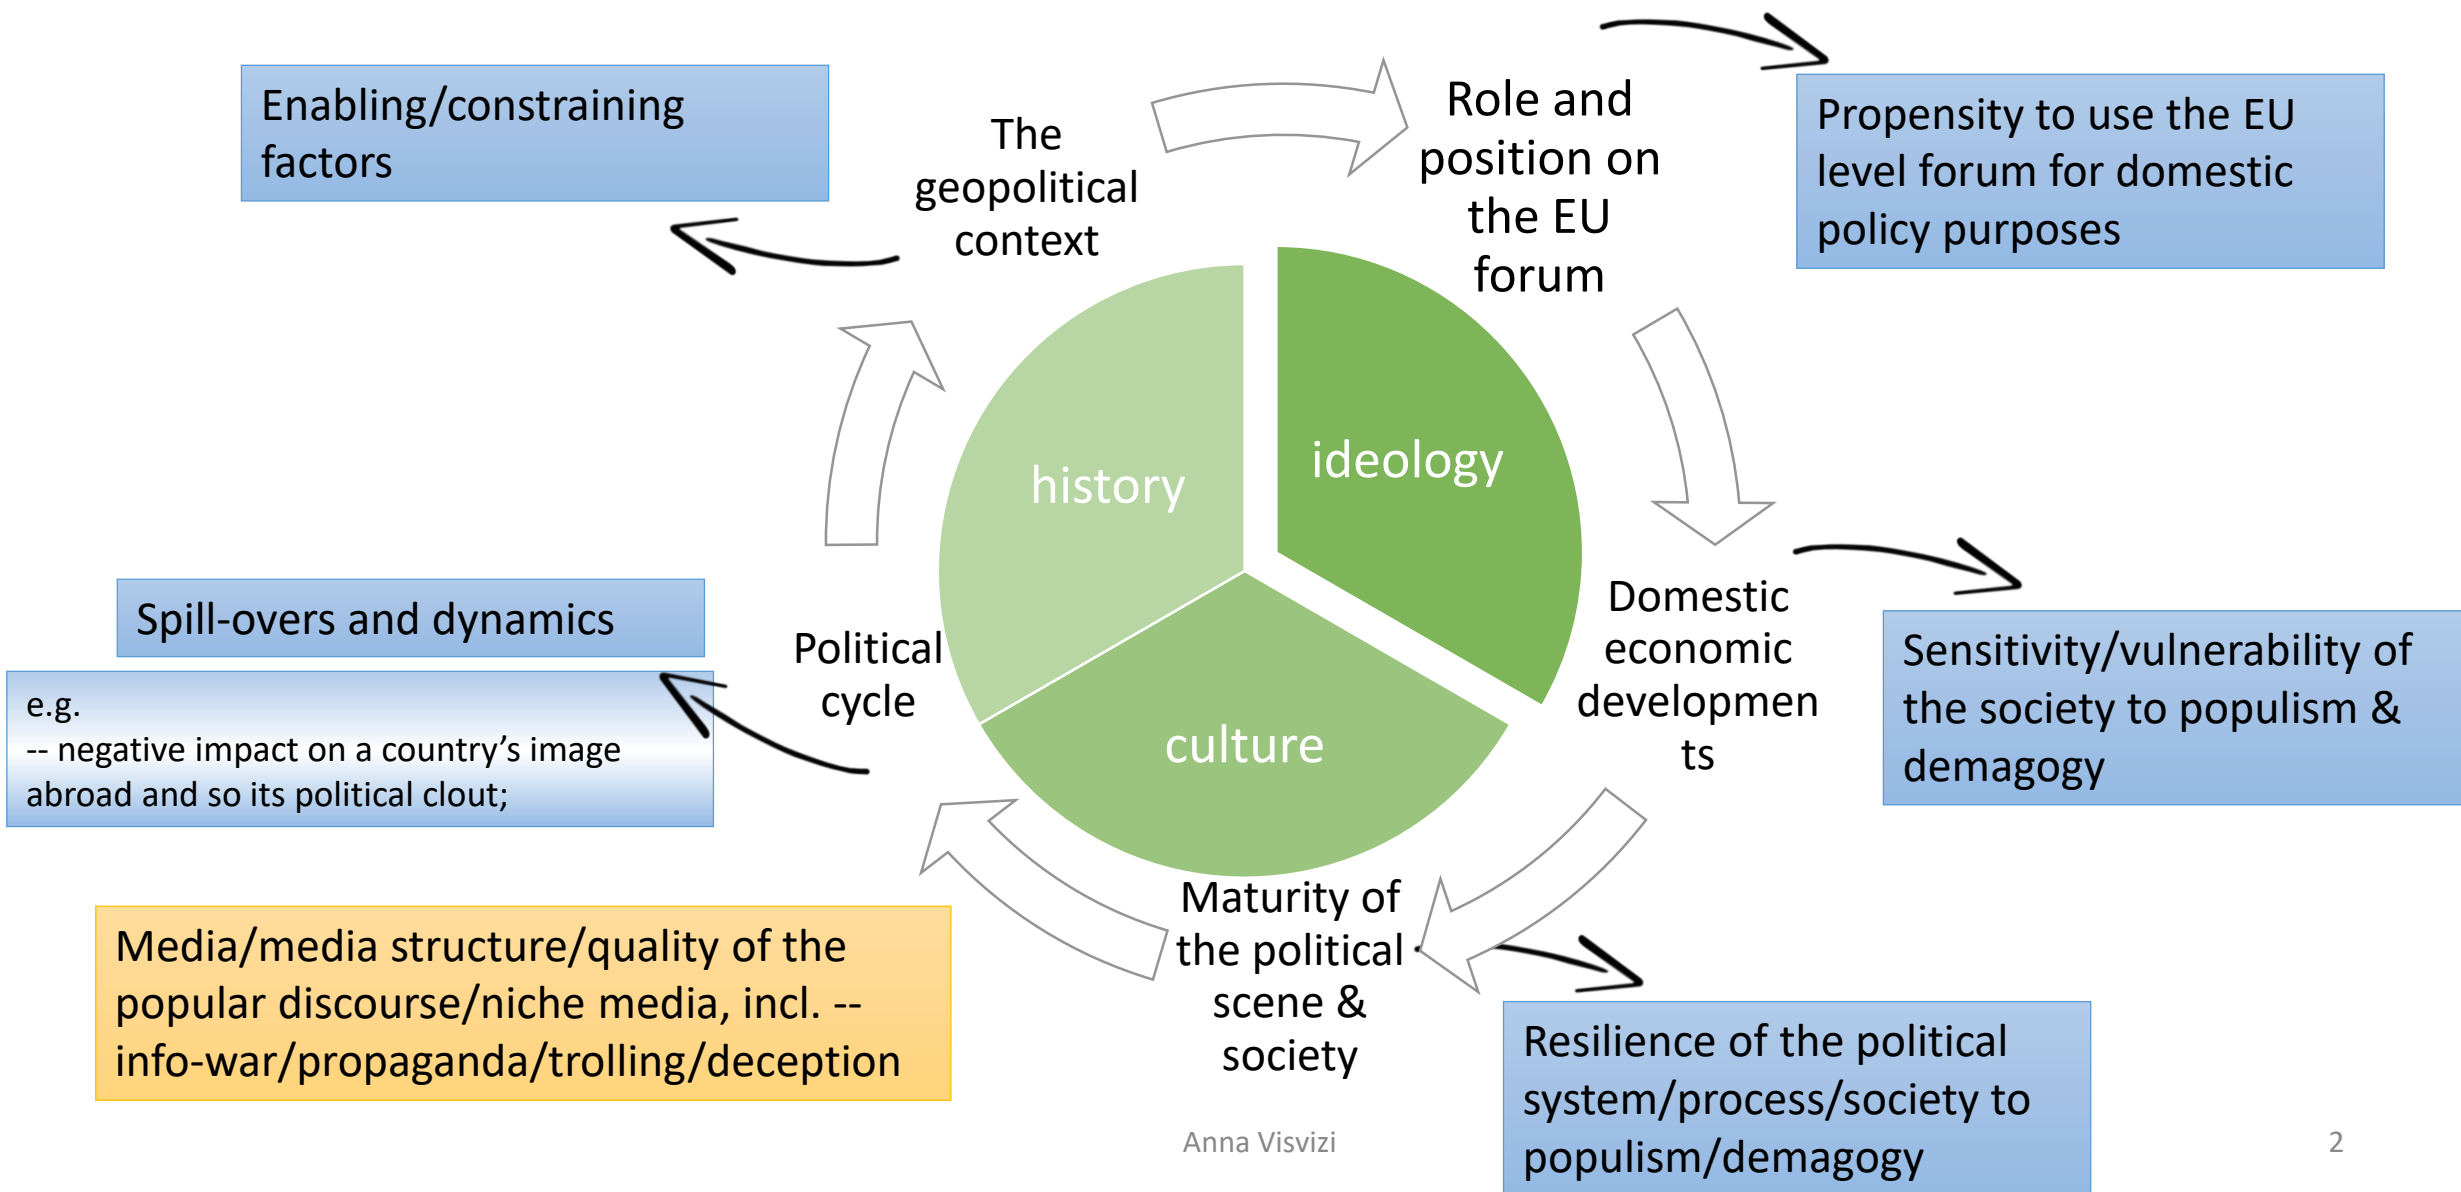 Enabling/constraining
factors
The
geopolitical
context
Role and
position on
the EU
forum
Propensity to use the EU
level forum for domestic
policy purposes
history
ideology
culture
Domestic
economic
developmen
ts
Sensitivity/vulnerability of
the society to populism &
demagogy
Spill-overs and dynamics
e.g.
-- negative impact on a country’s image
abroad and so its political clout;
Political
cycle
Maturity of
the political
scene &
society
Media/media structure/quality of the
popular discourse/niche media, incl. --
info-war/propaganda/trolling/deception
Resilience of the political
system/process/society to
populism/demagogy
Anna Visvizi
2